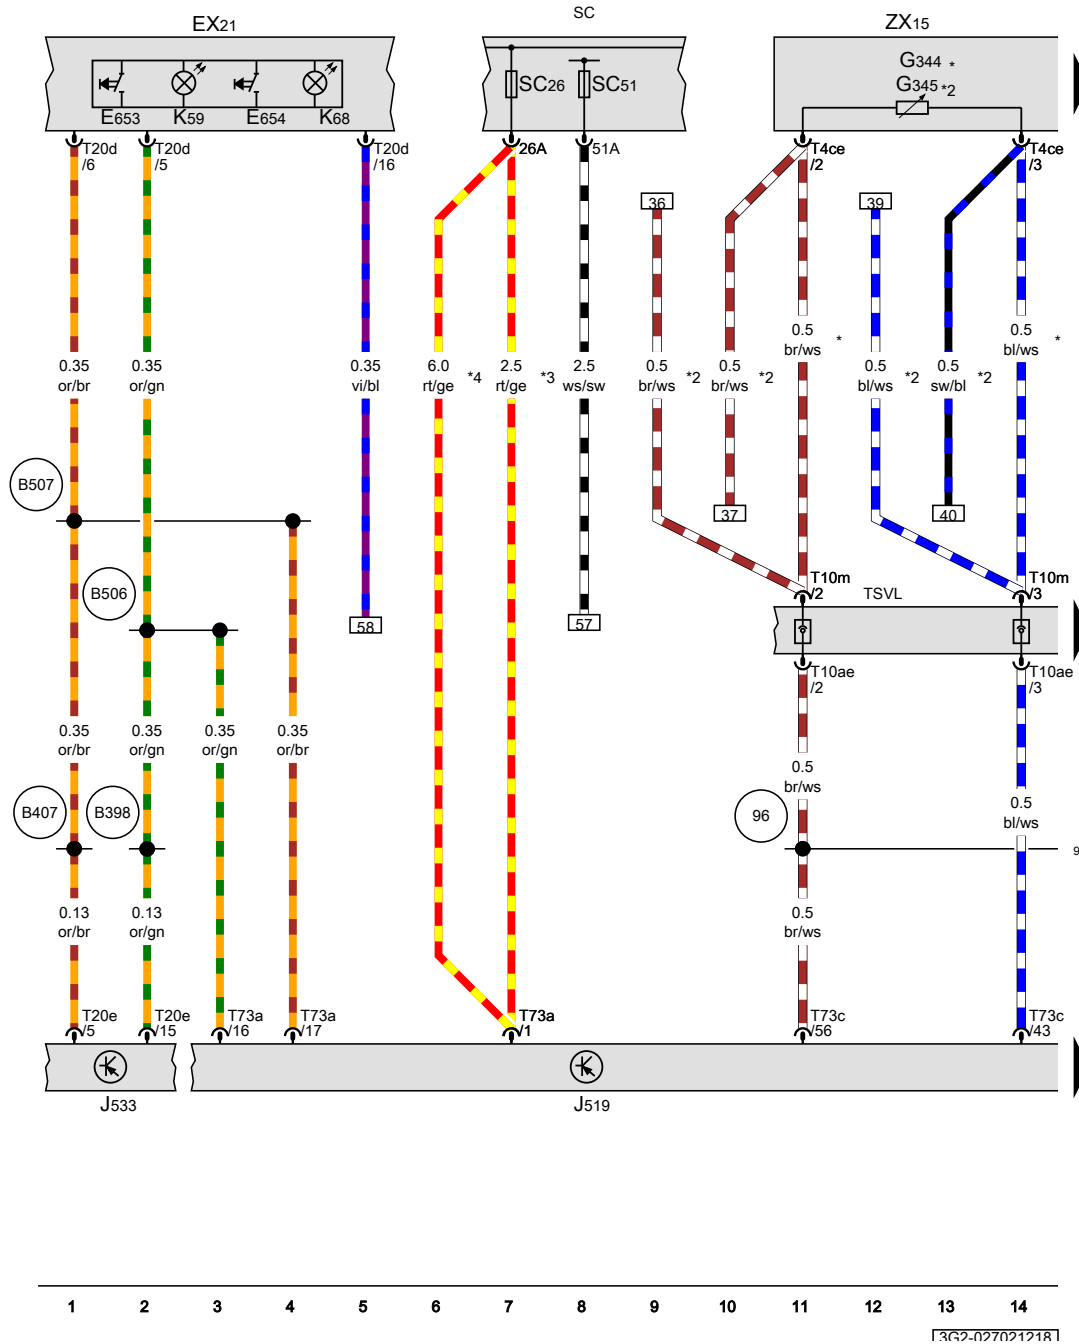 EX21
SC
ZX15
G344 *
G345 *2
SC26
SC51
E653
K59
E654
K68
T20d
/6
T20d
/5
T20d
/16
26A
51A
T4ce
/2
T4ce
/3
36
39
0.5
br/ws
*
0.5
bl/ws
*
0.35
or/br
0.35
or/gn
0.35
vi/bl
6.0
rt/ge
*4
2.5
rt/ge
*3
2.5
ws/sw
0.5
br/ws
*2
0.5
br/ws
*2
0.5
bl/ws
*2
0.5
sw/bl
*2
B507
37
40
B506
T10m
/2
TSVL
T10m
/3
58
57
T10ae
/2
T10ae
/3
0.35
or/br
0.35
or/gn
0.35
or/gn
0.35
or/br
0.5
br/ws
0.5
bl/ws
B407
B398
96
9
0.13
or/br
0.13
or/gn
0.5
br/ws
T20e
/5
T20e
/15
T73a
/16
T73a
/17
T73a
/1
T73c
/56
T73c
/43
J533
J519
1 2 3 4 5 6 7 8 9 10 11 12 13 14
3G2-027021218